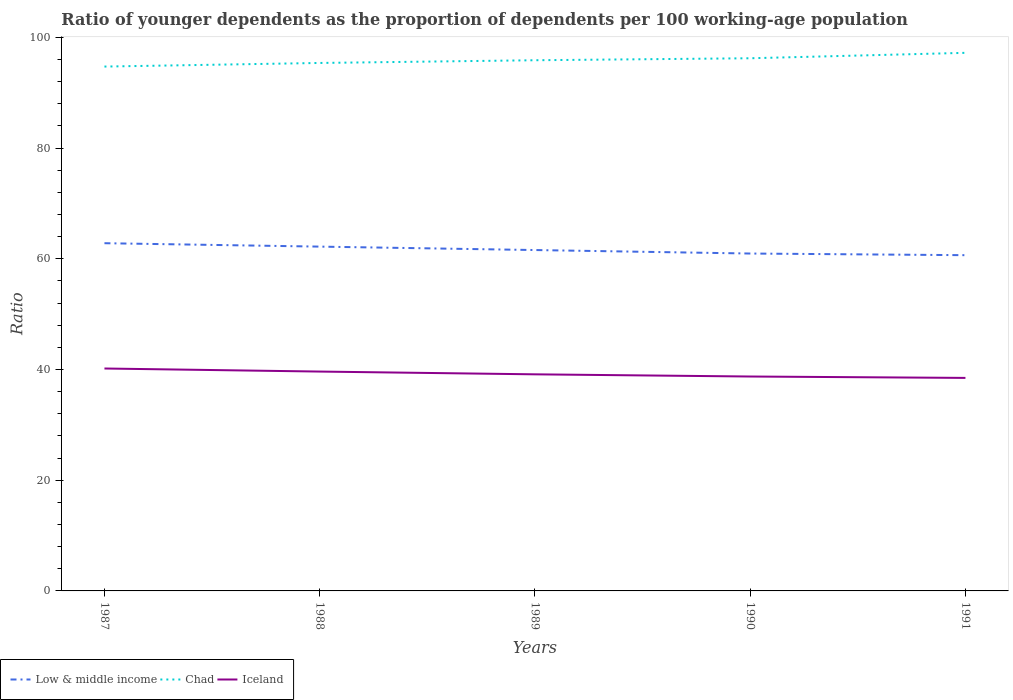 Ratio of younger dependents as the proportion of dependents per 100 working-age population
Ratio
100
80
60
40
20
0
1987
1988
1989
1990
1991
Years
Low & middle income
Chad
Iceland